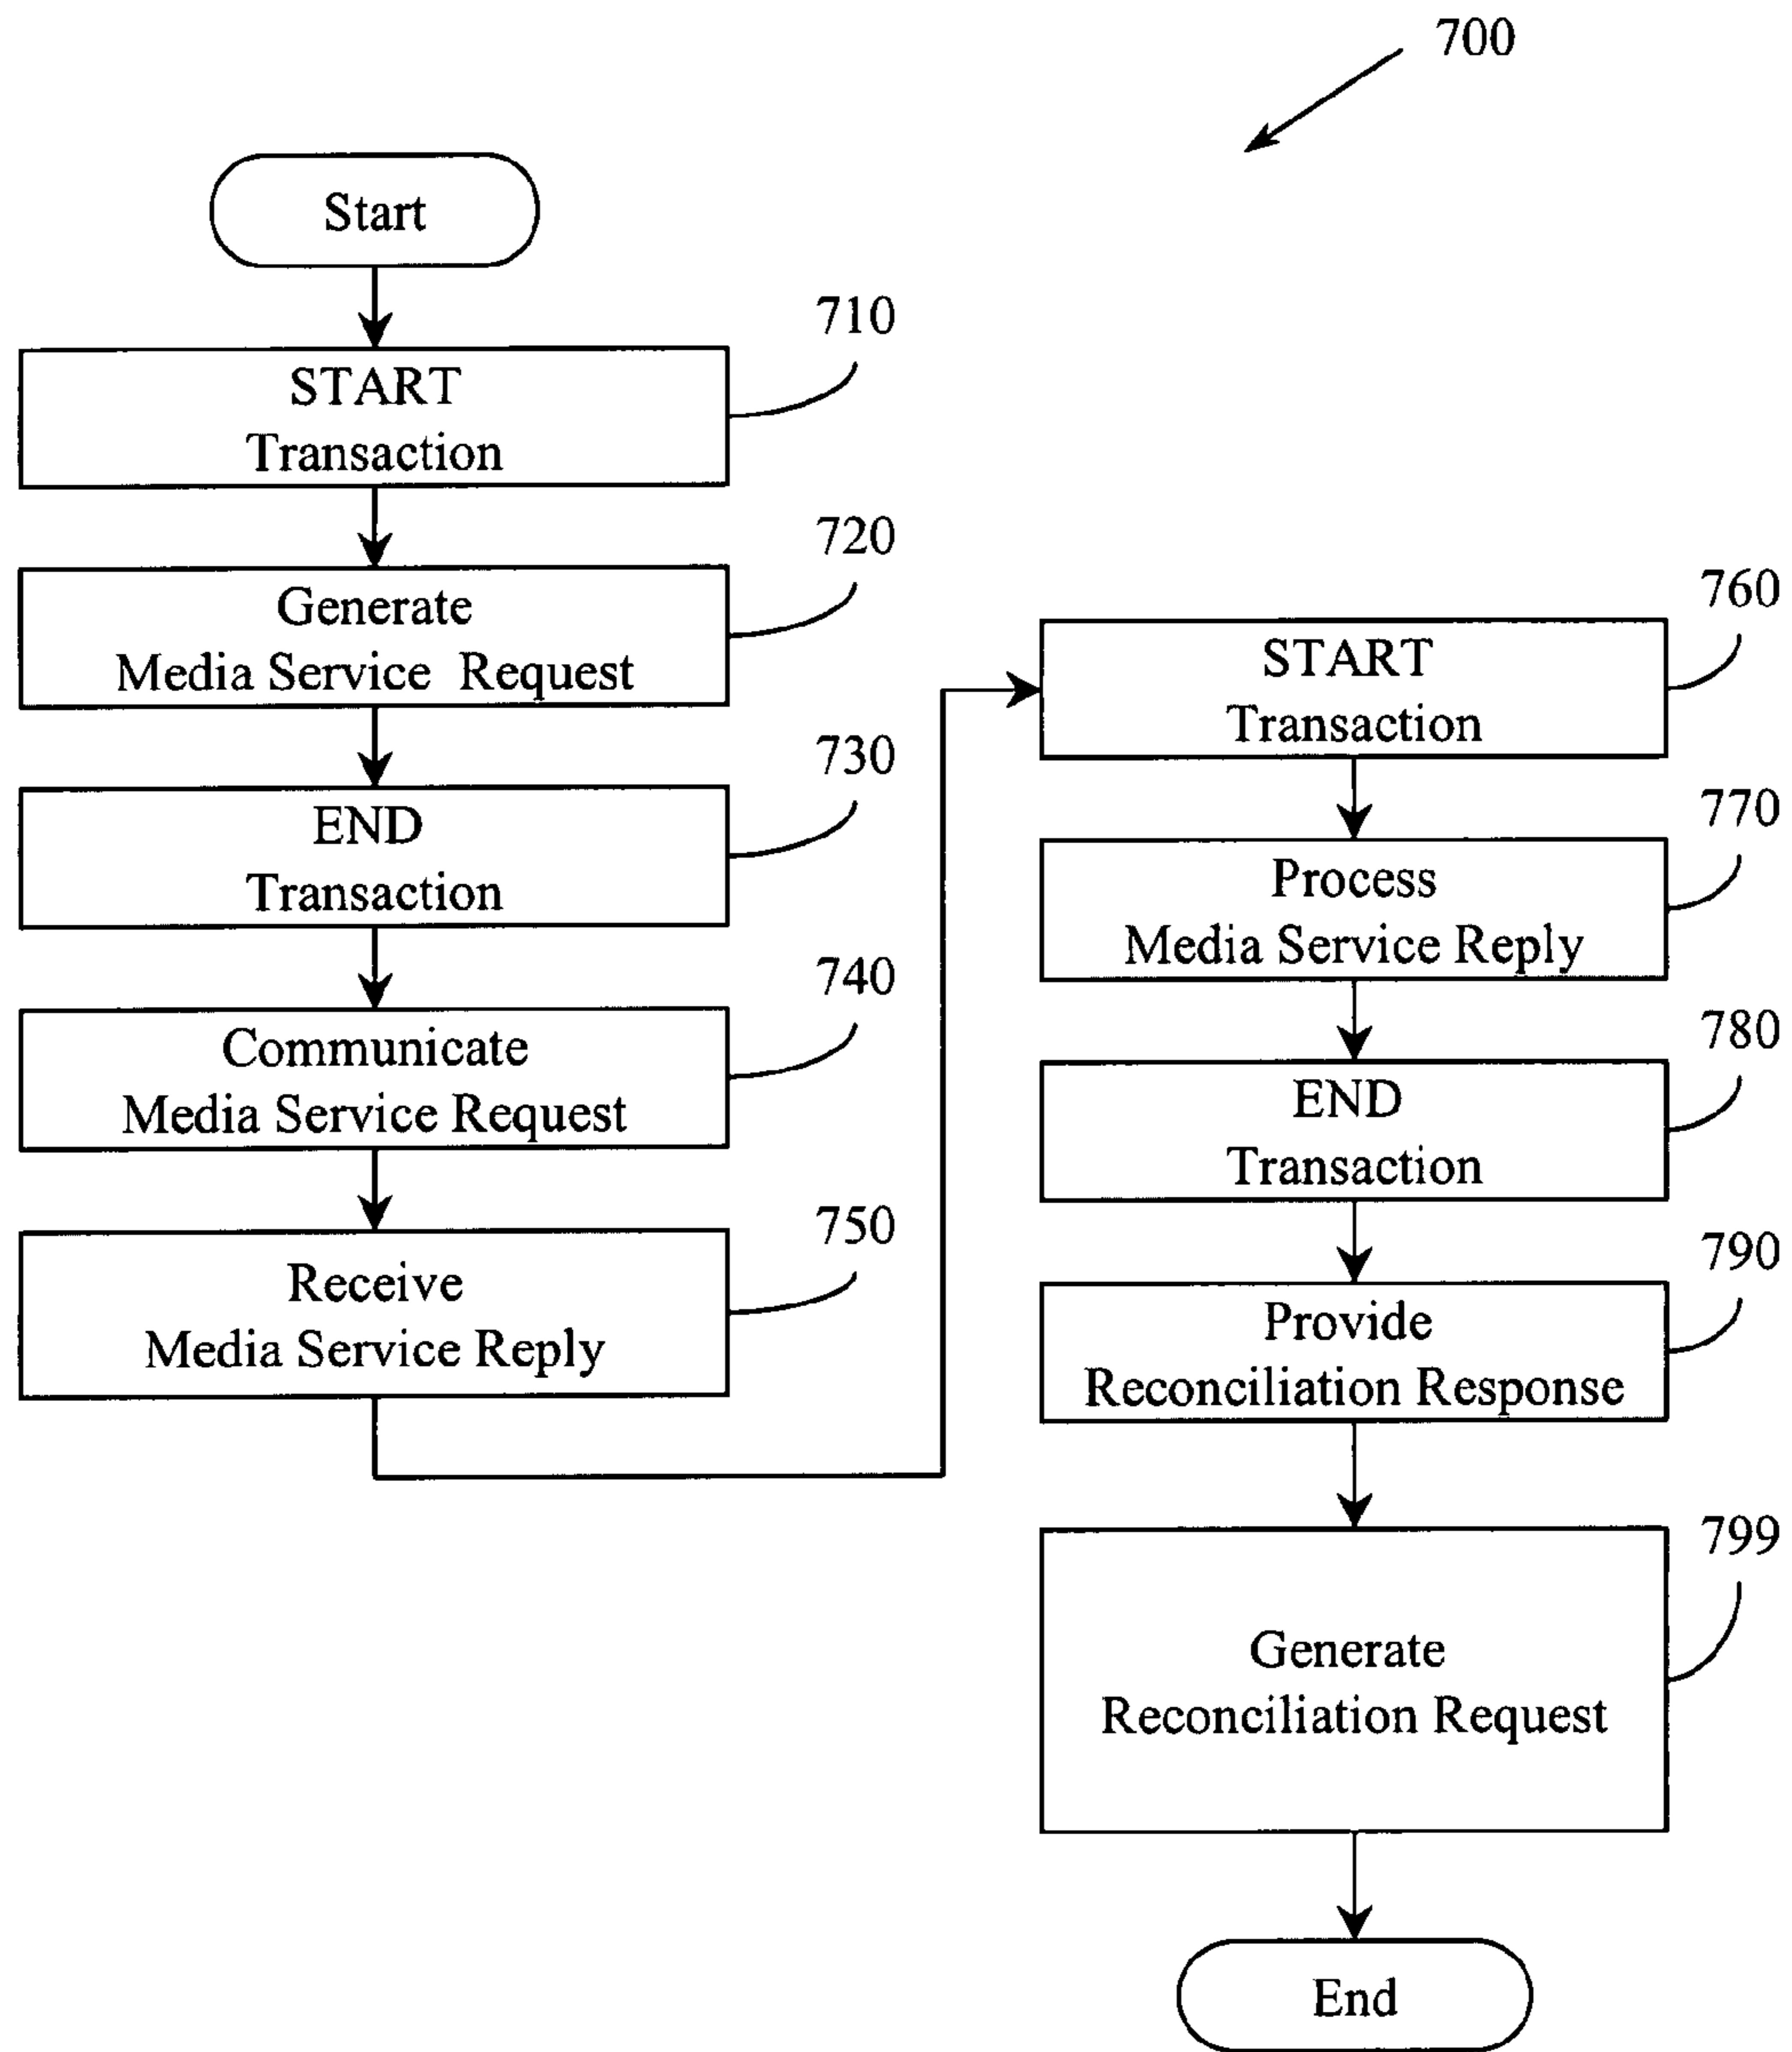 700
Start
710
START
Transaction
720
Generate
Media Service Request
730
END
Transaction
740
Communicate
Media Service Request
750
Receive
Media Service Reply
760
START
Transaction
770
Process
Media Service Reply
780
END
Transaction
790
Provide
Reconciliation Response
799
Generate
Reconciliation Request
End